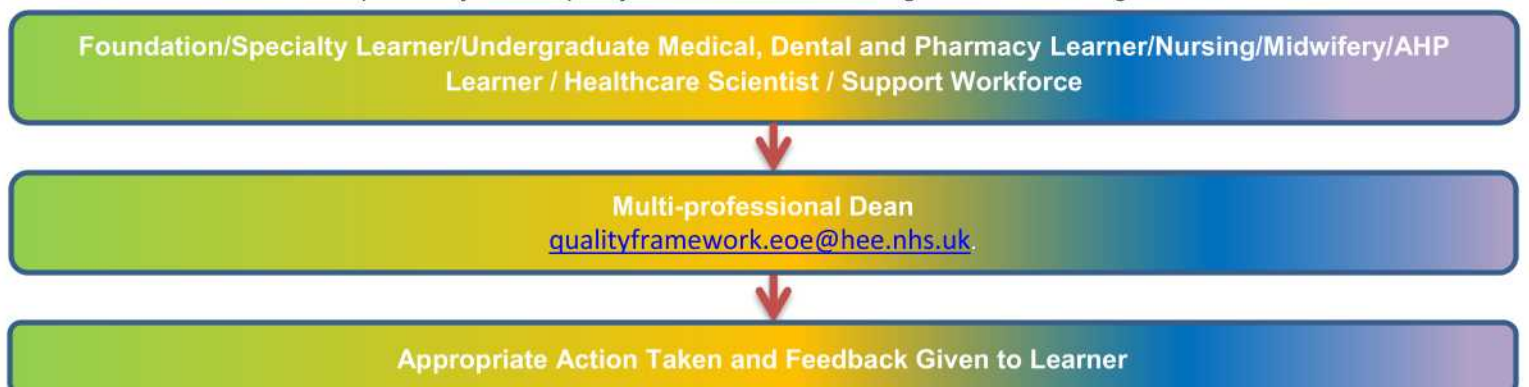 Foundation/Specialty Learner/Undergraduate Medical, Dental and Pharmacy Learner/Nursing/Midwifery/AHP
Learner / Healthcare Scientist / Support Workforce
Multi-professional Dean
qualityframework.eoe@hee.nhs.uk.
Appropriate Action Taken and Feedback Given to Learner